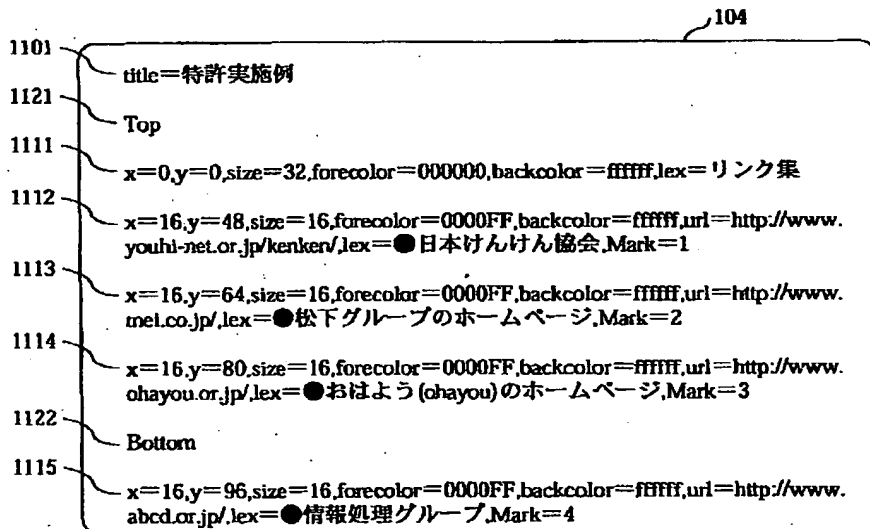 104
1101
title=特許実施例
1121
Top
1111
x=0,y=0,size=32,forecolor=000000,backcolor=ffffff,lex=リンク集
1112
x=16,y=48,size=16,forecolor=0000FF,backcolor=ffffff,url=http://www.
youhi-net.or.jp/kenken/,lex=●日本けんけん協会,Mark=1
1113
x=16,y=64,size=16,forecolor=0000FF,backcolor=ffffff,url=http://www.
mei.co.jp/,lex=●松下グループのホームページ,Mark=2
1114
x=16,y=80,size=16,forecolor=0000FF,backcolor=ffffff,url=http://www.
ohayou.or.jp/,lex=●おはよう(ohayou)のホームページ,Mark=3
1122
Bottom
1115
x=16,y=96,size=16,forecolor=0000FF,backcolor=ffffff,url=http://www.
abcd.or.jp/,lex=●情報処理グループ,Mark=4